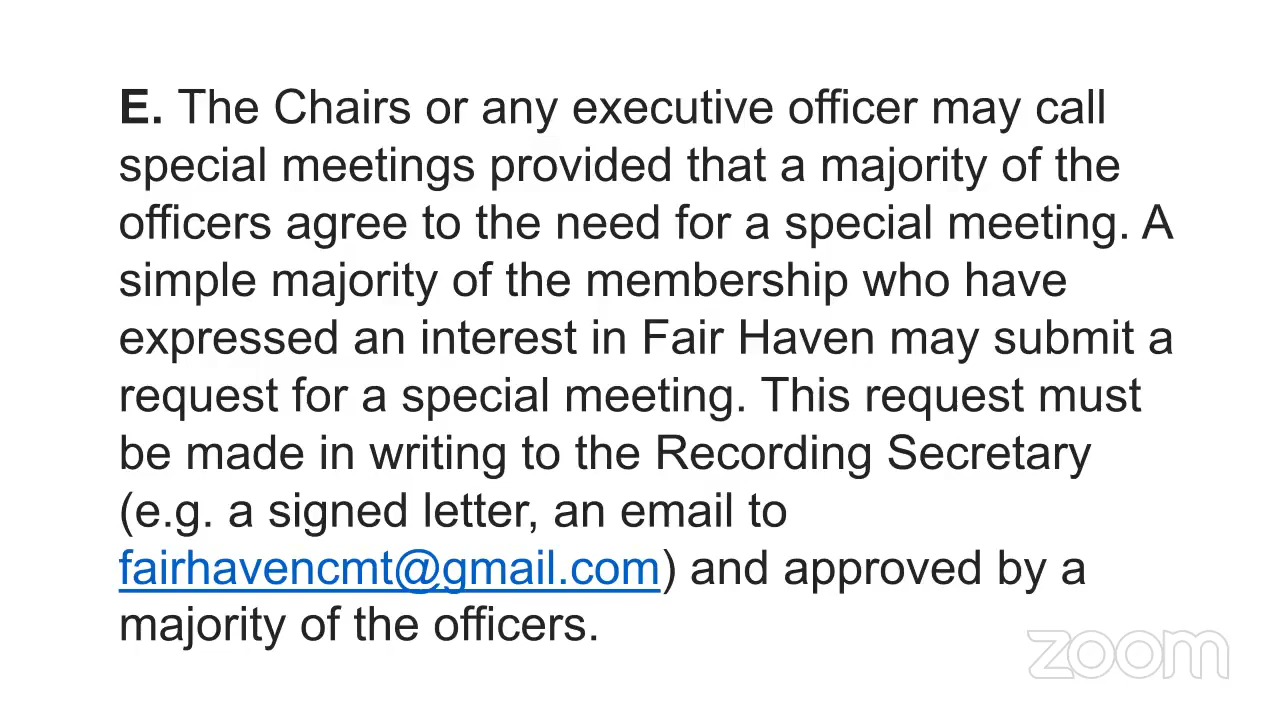 E. The Chairs or any executive officer may call
special meetings provided that a majority of the
officers agree to the need for a special meeting. A
simple majority of the membership who have
expressed an interest in Fair Haven may submit a
request for a special meeting. This request must
be made in writing to the Recording Secretary
(e.g. a signed letter, an email to
fairhavencmt@gmail.com) and approved by a
majority of the officers.
zoom